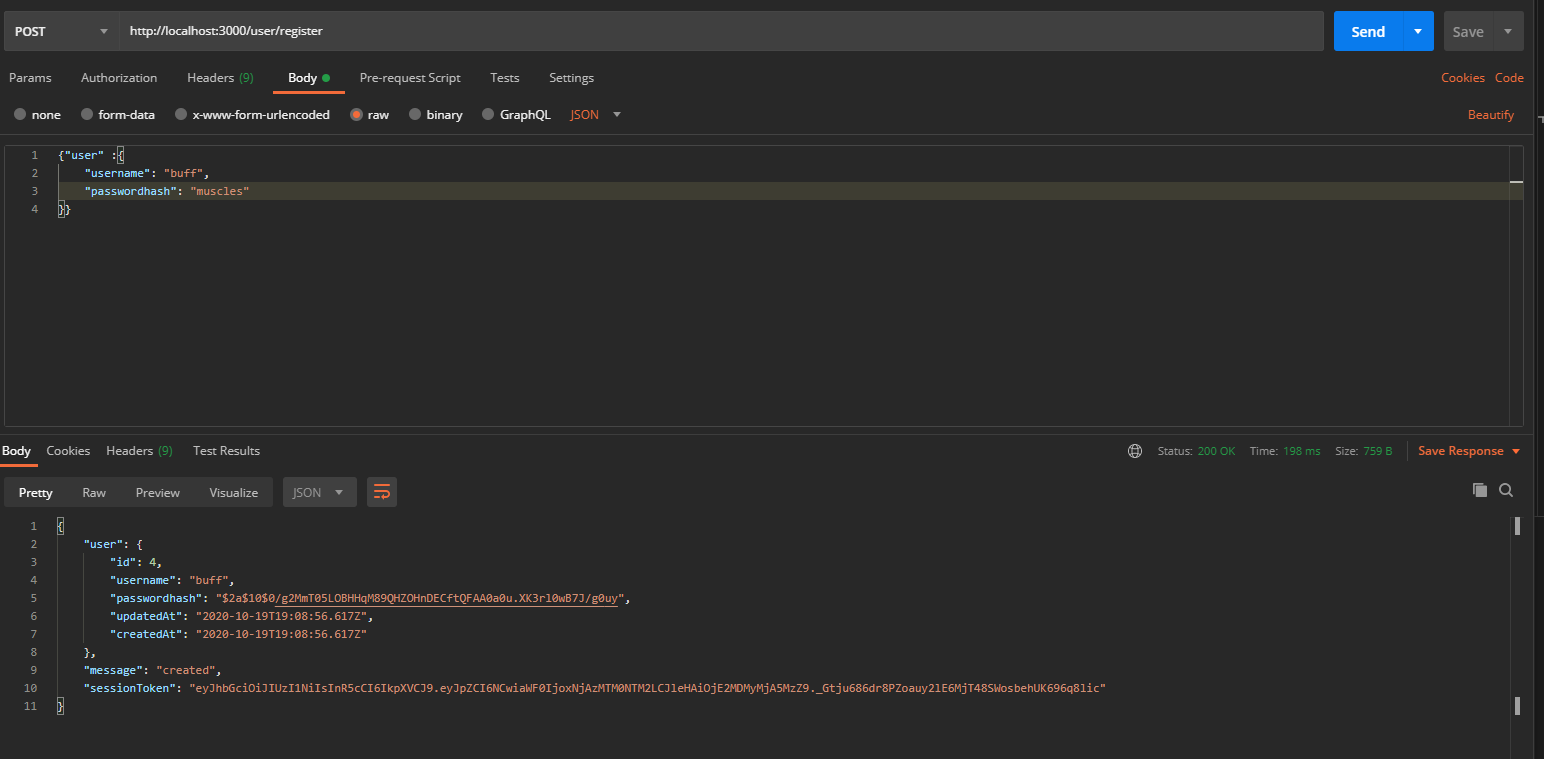 POST http://localhost:3000/user/register Send Save
Params Authorization Headers (9) Body Pre-request Script Tests Settings Cookies Code
none form-data x-www-form-urlencoded raw binary GraphQL JSON Beautify
1 {"user" :{
2 "username": "buff",
3 "passwordhash": "muscles"
4 }}
Body Cookies Headers (9) Test Results Status: 200 OK Time: 198 ms Size: 759 B Save Response
Pretty Raw Preview Visualize JSON
1 {
2 "user": {
3 "id": 4,
4 "username": "buff",
5 "passwordhash": "$2a$10$0/g2MmT05LOBHHqM89QHZOHnDECftQFAA0a0u.XK3rl0wB7J/g0uy",
6 "updatedAt": "2020-10-19T19:08:56.617Z",
7 "createdAt": "2020-10-19T19:08:56.617Z"
8 },
9 "message": "created",
10 "sessionToken": "eyJhbGciOiJIUzI1NiIsInR5cCI6IkpXVCJ9.eyJpZCI6NCwiaWF0IjoxNjAzMTM0NTM2LCJleHAiOjE2MDMyMjA5MzZ9._Gtju686dr8PZoauy2lE6MjT48SWosbehUK696q8lic"
11 }